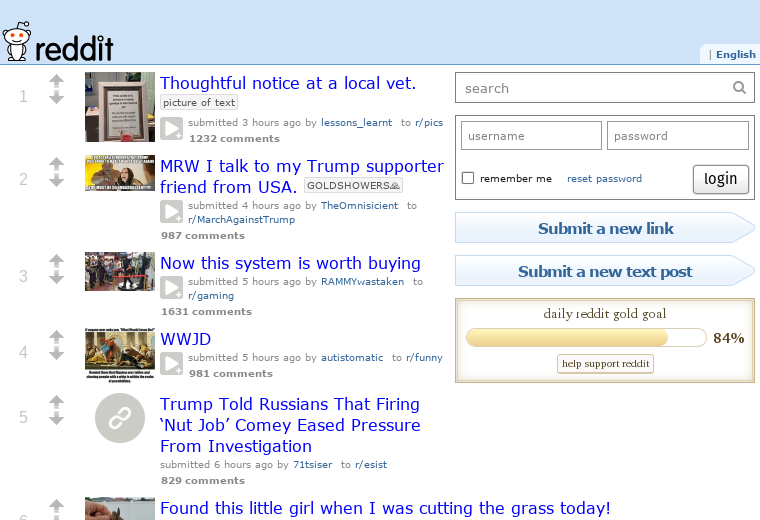 reddit
| English
1
Thoughtful notice at a local vet.
picture of text
submitted 3 hours ago by lessons_learnt to r/pics
1232 comments
2
MRW I talk to my Trump supporter
friend from USA. GOLDSHOWERS
submitted 4 hours ago by TheOmnisicient to
r/MarchAgainstTrump
987 comments
3
Now this system is worth buying
submitted 5 hours ago by RAMMYwastaken to
r/gaming
1631 comments
4
WWJD
submitted 5 hours ago by autistomatic to r/funny
981 comments
5
Trump Told Russians That Firing
‘Nut Job’ Comey Eased Pressure
From Investigation
submitted 6 hours ago by 71tsiser to r/esist
829 comments
6
Found this little girl when I was cutting the grass today!
search
username
password
remember me
reset password
login
Submit a new link
Submit a new text post
daily reddit gold goal
84%
help support reddit